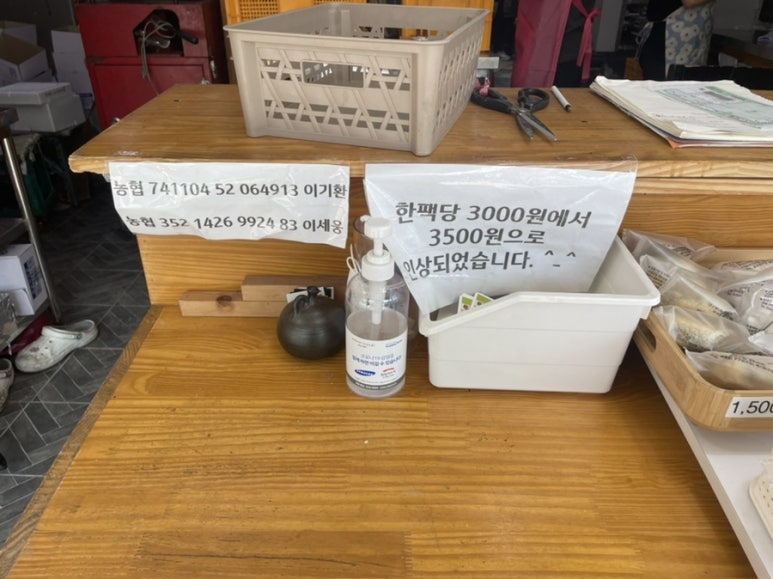 농협 741104 52 064913 이기환
농협 352 1426 9924 83 이세웅
한팩당 3000원에서
3500원으로
인상되었습니다. ^_^
SAMSUNG
1,500